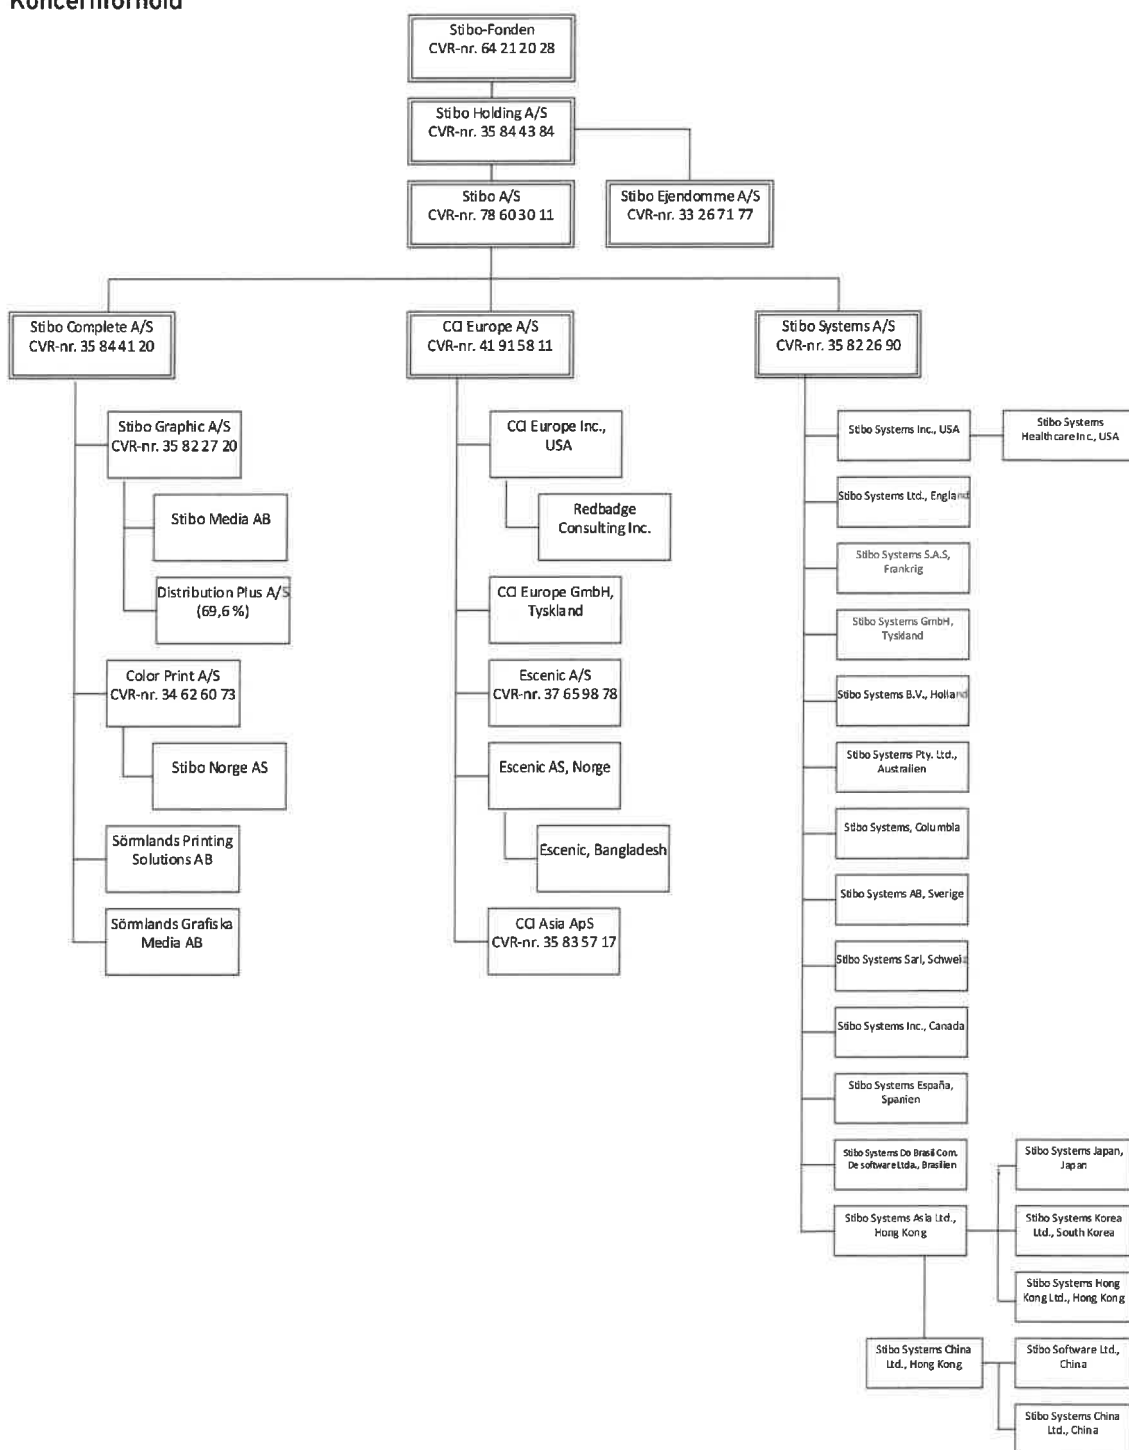 Koncernforhold
Stibo-Fonden
CVR-nr. 64 21 20 28
Stibo Holding A/S
CVR-nr. 35 84 43 84
Stibo A/S
CVR-nr. 78 60 30 11
Stibo Ejendomme A/S
CVR-nr. 33 26 71 77
Stibo Complete A/S
CVR-nr. 35 84 41 20
CCI Europe A/S
CVR-nr. 41 91 58 11
Stibo Systems A/S
CVR-nr. 35 82 26 90
Stibo Graphic A/S
CVR-nr. 35 82 27 20
Stibo Media AB
Distribution Plus A/S
(69,6 %)
Color Print A/S
CVR-nr. 34 62 60 73
Stibo Norge AS
Sörmlands Printing
Solutions AB
Sörmlands Grafiska
Media AB
CCI Europe Inc.,
USA
Redbadge
Consulting Inc.
CCI Europe GmbH,
Tyskland
Escenic A/S
CVR-nr. 37 65 98 78
Escenic AS, Norge
Escenic, Bangladesh
CCI Asia ApS
CVR-nr. 35 83 57 17
Stibo Systems Inc., USA
Stibo Systems
Healthcare Inc., USA
Stibo Systems Ltd., England
Stibo Systems S.A.S,
Frankrig
Stibo Systems GmbH,
Tyskland
Stibo Systems B.V., Holland
Stibo Systems Pty. Ltd.,
Australien
Stibo Systems, Columbia
Stibo Systems AB, Sverige
Stibo Systems Sarl, Schweiz
Stibo Systems Inc., Canada
Stibo Systems España,
Spanien
Stibo Systems Do Brasil Com.
De software Ltda., Brasilien
Stibo Systems Asia Ltd.,
Hong Kong
Stibo Systems Japan,
Japan
Stibo Systems Korea
Ltd., South Korea
Stibo Systems Hong
Kong Ltd., Hong Kong
Stibo Systems China
Ltd., Hong Kong
Stibo Software Ltd.,
China
Stibo Systems China
Ltd., China